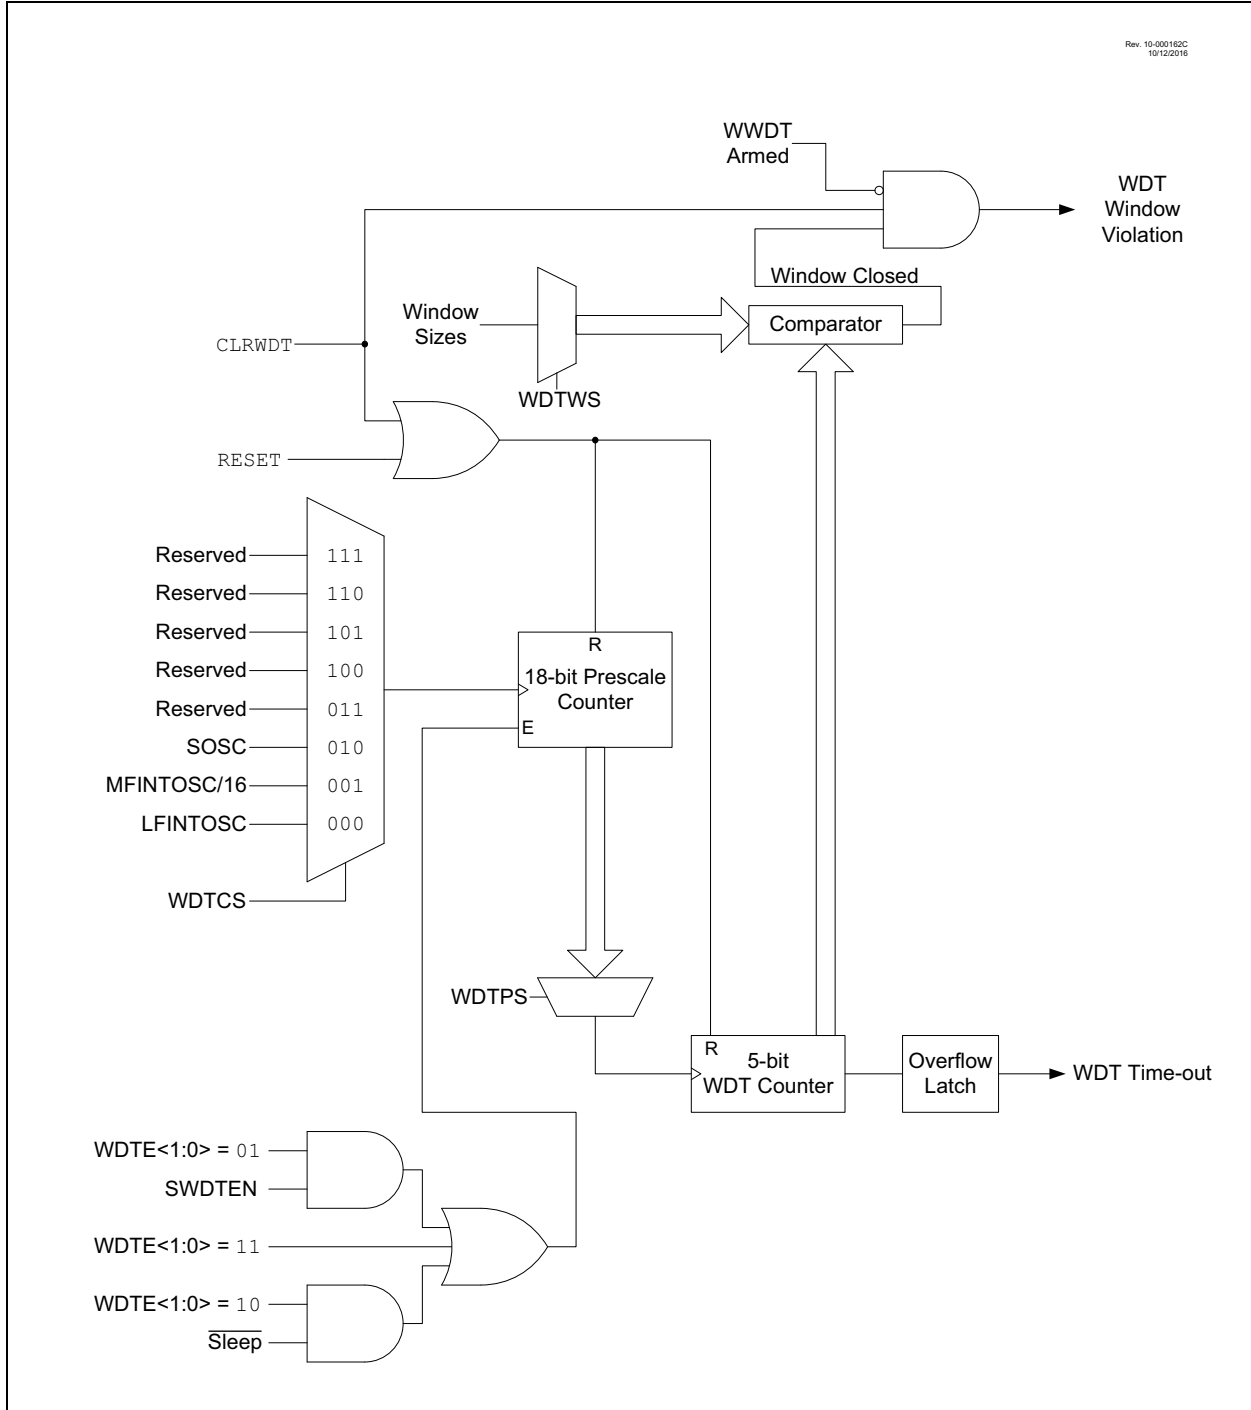 Rev. 10-000162C
10/12/2016
WWDT
Armed
WDT
Window
Violation
Window Closed
Window
Sizes
Comparator
CLRWDT
WDTWS
RESET
Reserved 111
Reserved 110
Reserved 101
Reserved 100
Reserved 011
SOSC 010
MFINTOSC/16 001
LFINTOSC 000
WDTCS
R
18-bit Prescale
Counter
E
WDTPS
R
5-bit
WDT Counter
Overflow
Latch
WDT Time-out
WDTE<1:0> = 01
SWDTEN
WDTE<1:0> = 11
WDTE<1:0> = 10
Sleep